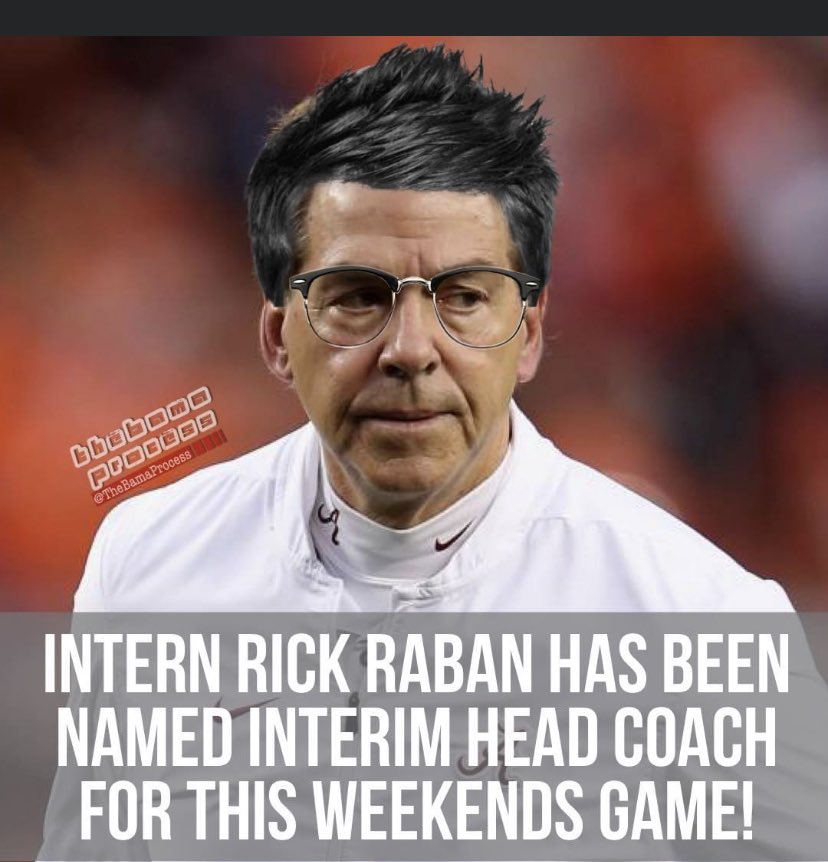 thebama
process
@TheBamaProcess
A
A
INTERN RICK RABAN HAS BEEN
NAMED INTERIM HEAD COACH
FOR THIS WEEKENDS GAME!